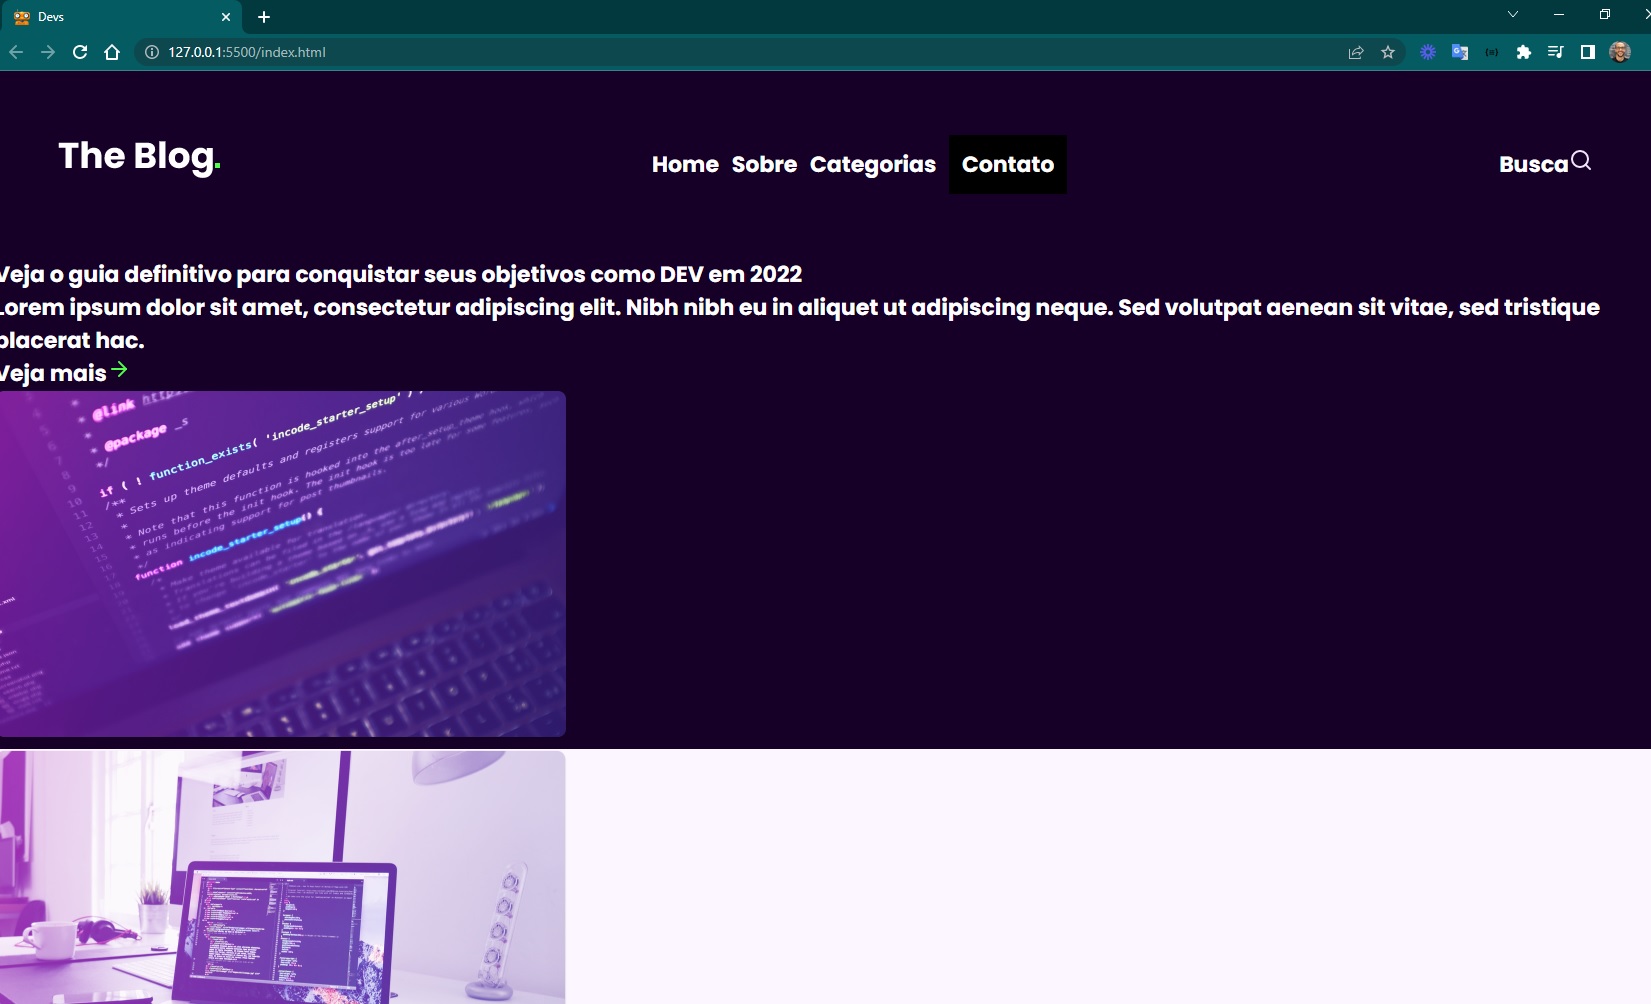 Devs
127.0.0.1:5500/index.html
The Blog.
Home Sobre Categorias Contato
Busca
Veja o guia definitivo para conquistar seus objetivos como DEV em 2022
Lorem ipsum dolor sit amet, consectetur adipiscing elit. Nibh nibh eu in aliquet ut adipiscing neque. Sed volutpat aenean sit vitae, sed tristique
placerat hac.
Veja mais
* @link
* @package _s
*/
if ( ! function_exists( 'incode_starter_setup' ) 
/**
* Sets up theme defaults and registers support for various
* Note that this function is hooked into the after_setup_theme hook, which
* runs before the init hook. The init hook is too late for some features,
* as indicating support for post thumbnails.
*/
function incode_starter_setup() {